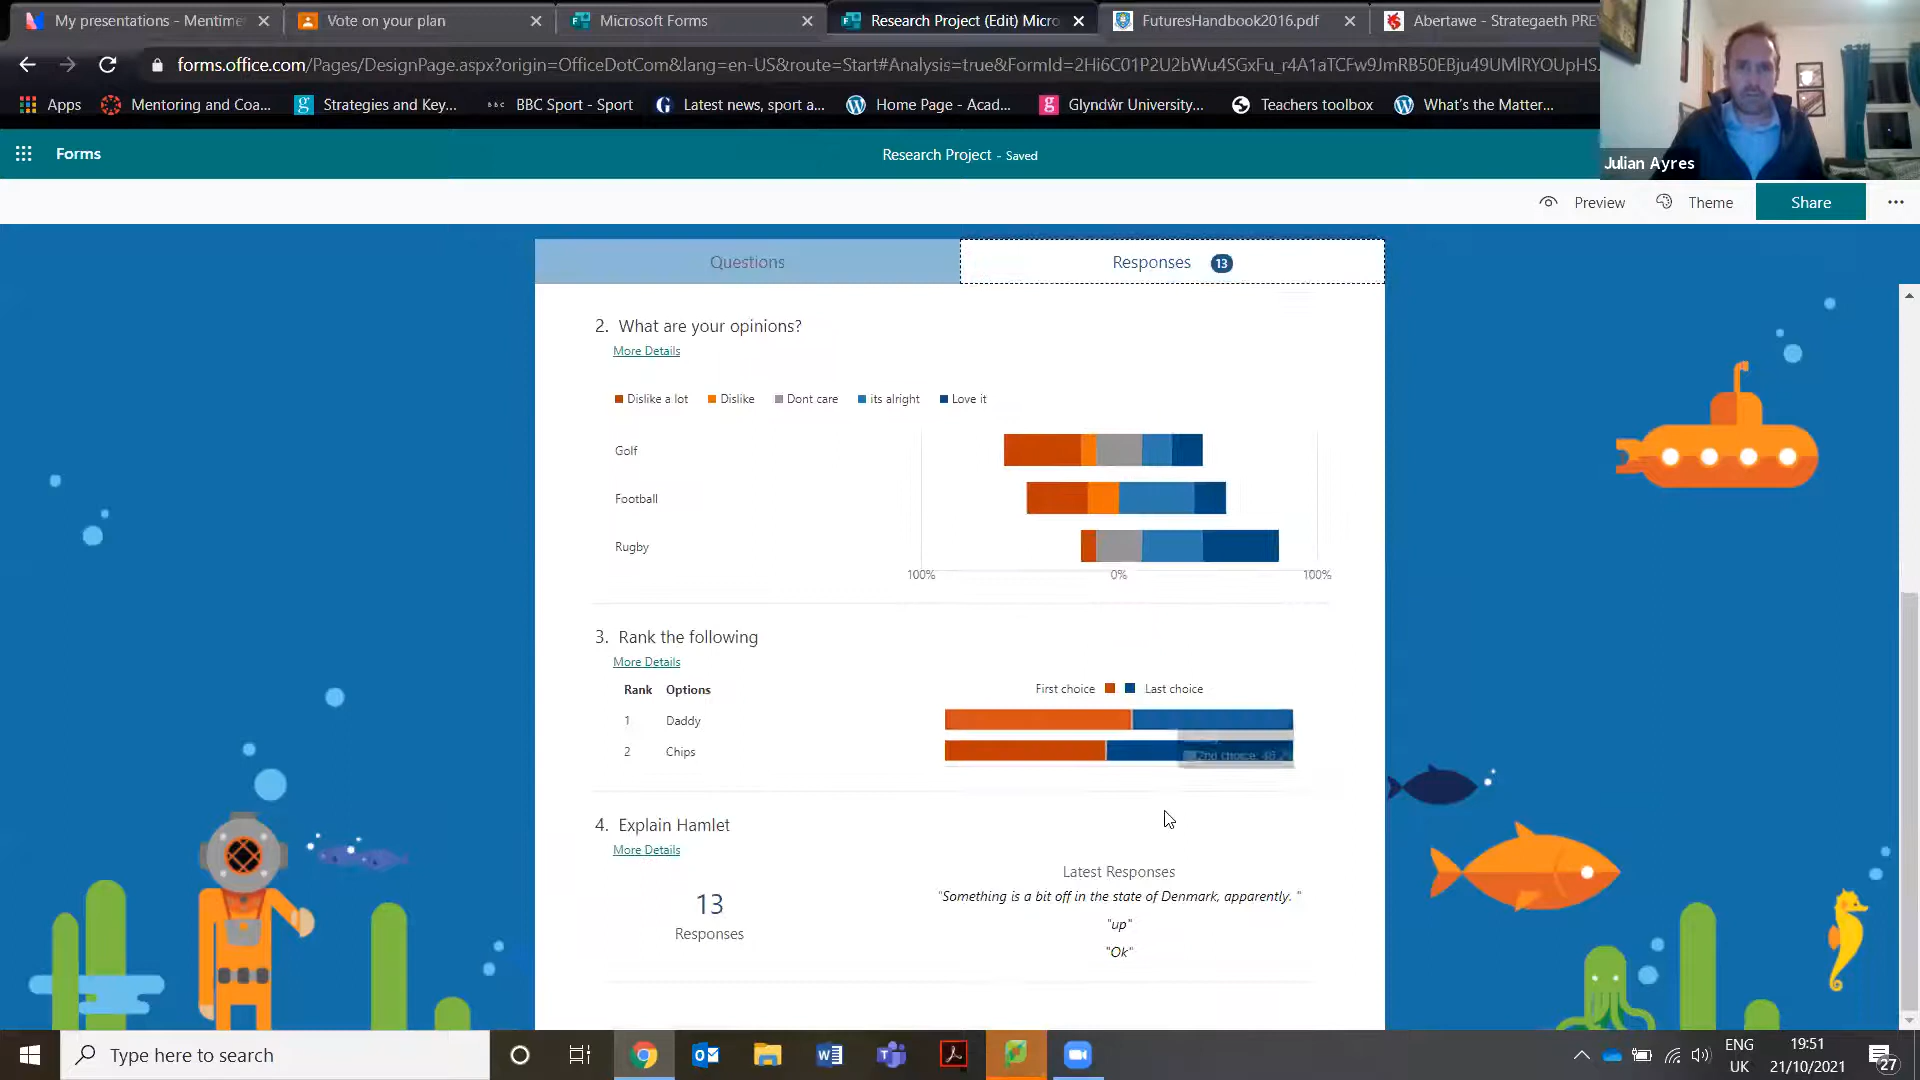 My presentations - Mentime
Vote on your plan
Microsoft Forms
Research Project (Edit) Micro
FuturesHandbook2016.pdf
Abertawe - Strategaeth PRE
forms.office.com/Pages/DesignPage.aspx?origin=OfficeDotCom&lang=en-US&route=Start#Analysis=true&FormId=2Hi6C01P2U2bWu4SGxFu_r4A1aTCFw9JmRB50EBju49UMlRYOUpHS
Apps
Mentoring and Coa...
Strategies and Key...
BBC BBC Sport - Sport
Latest news, sport a...
Home Page - Acad...
Glyndŵr University...
Teachers toolbox
What's the Matter...
Julian Ayres
Forms
Research Project - Saved
Preview
Theme
Share
Questions
Responses 13
2. What are your opinions?
More Details
Dislike a lot Dislike Dont care its alright Love it
Golf
Football
Rugby
100% 0% 100%
3. Rank the following
More Details
Rank Options
First choice Last choice
1 Daddy
2 Chips
2nd choice: 46
4. Explain Hamlet
More Details
13
Responses
Latest Responses
"Something is a bit off in the state of Denmark, apparently. "
"up"
"Ok"
Type here to search
ENG
UK
19:51
21/10/2021
27